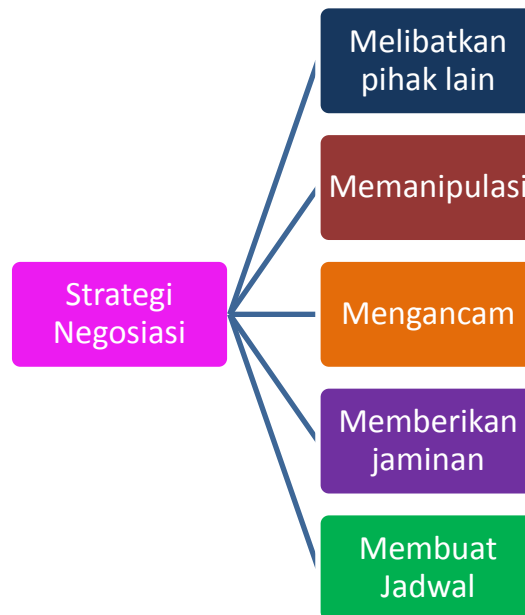 Melibatkan
pihak lain
Memanipulasi
Strategi
Negosiasi
Mengancam
Memberikan
jaminan
Membuat
Jadwal